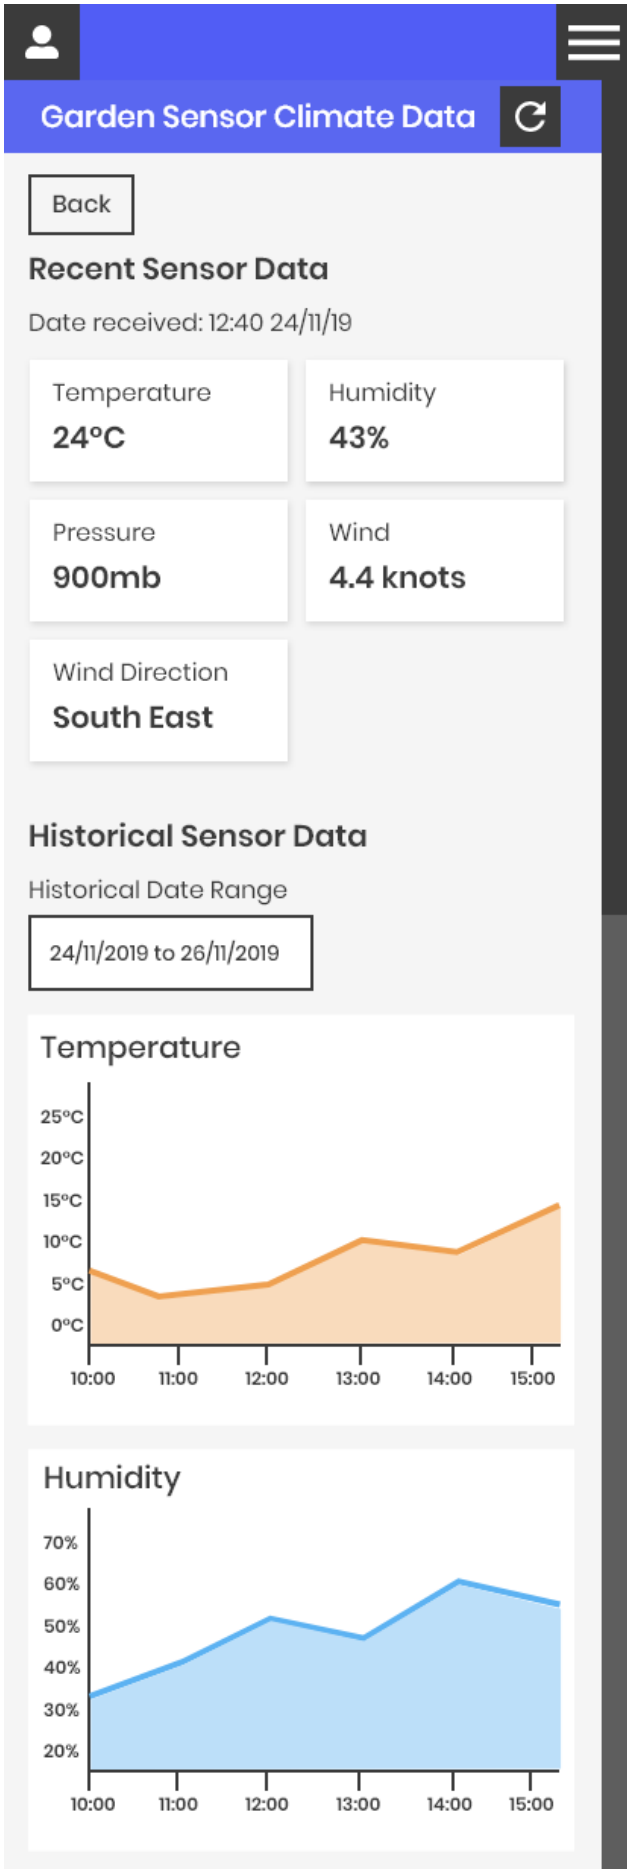 Garden Sensor Climate Data
Back
Recent Sensor Data
Date received: 12:40 24/11/19
Temperature
24°C
Humidity
43%
Pressure
900mb
Wind
4.4 knots
Wind Direction
South East
Historical Sensor Data
Historical Date Range
24/11/2019 to 26/11/2019
Temperature
25°C
20°C
15°C
10°C
5°C
0°C
10:00 11:00 12:00 13:00 14:00 15:00
Humidity
70%
60%
50%
40%
30%
20%
10:00 11:00 12:00 13:00 14:00 15:00